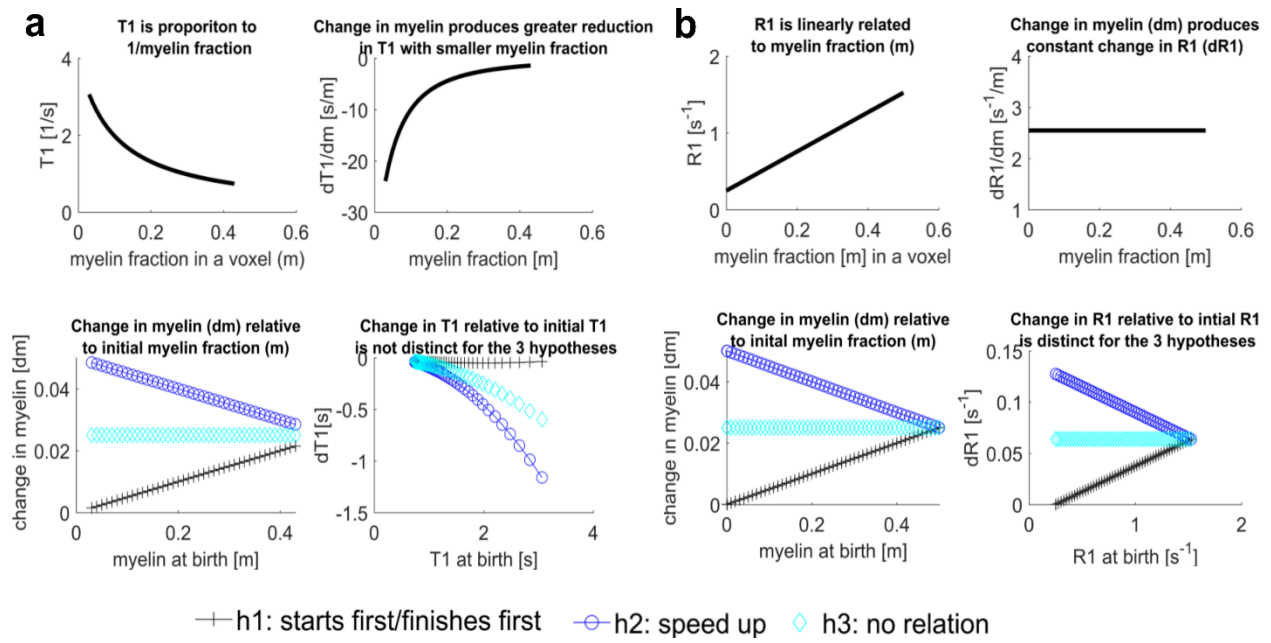 a
T1 is proporiton to
1/myelin fraction
4
2
0
T1 [1/s]
0 0.2 0.4 0.6
myelin fraction in a voxel (m)
Change in myelin produces greater reduction
in T1 with smaller myelin fraction
0
-10
-20
-30
dT1/dm [s/m]
0 0.2 0.4 0.6
myelin fraction [m]
b
R1 is linearly related
to myelin fraction (m)
2
1
0
R1 [s-1]
0 0.2 0.4 0.6
myelin fraction [m] in a voxel
Change in myelin (dm) produces
constant change in R1 (dR1)
4
3
2
1
dR1/dm [s-1/m]
0 0.2 0.4 0.6
myelin fraction [m]
Change in myelin (dm) relative
to initial myelin fraction (m)
0.04
0.02
0
change in myelin [dm]
0 0.2 0.4
myelin at birth [m]
Change in T1 relative to initial T1
is not distinct for the 3 hypotheses
0
-0.5
-1
-1.5
dT1[s]
0 2 4
T1 at birth [s]
Change in myelin (dm) relative
to inital myelin fraction (m)
0.04
0.02
0
change in myelin [dm]
0 0.2 0.4
myelin at birth [m]
Change in R1 relative to intial R1
is distinct for the 3 hypotheses
0.15
0.1
0.05
0
dR1 [s-1]
0 1 2
R1 at birth [s-1]
h1: starts first/finishes first h2: speed up h3: no relation